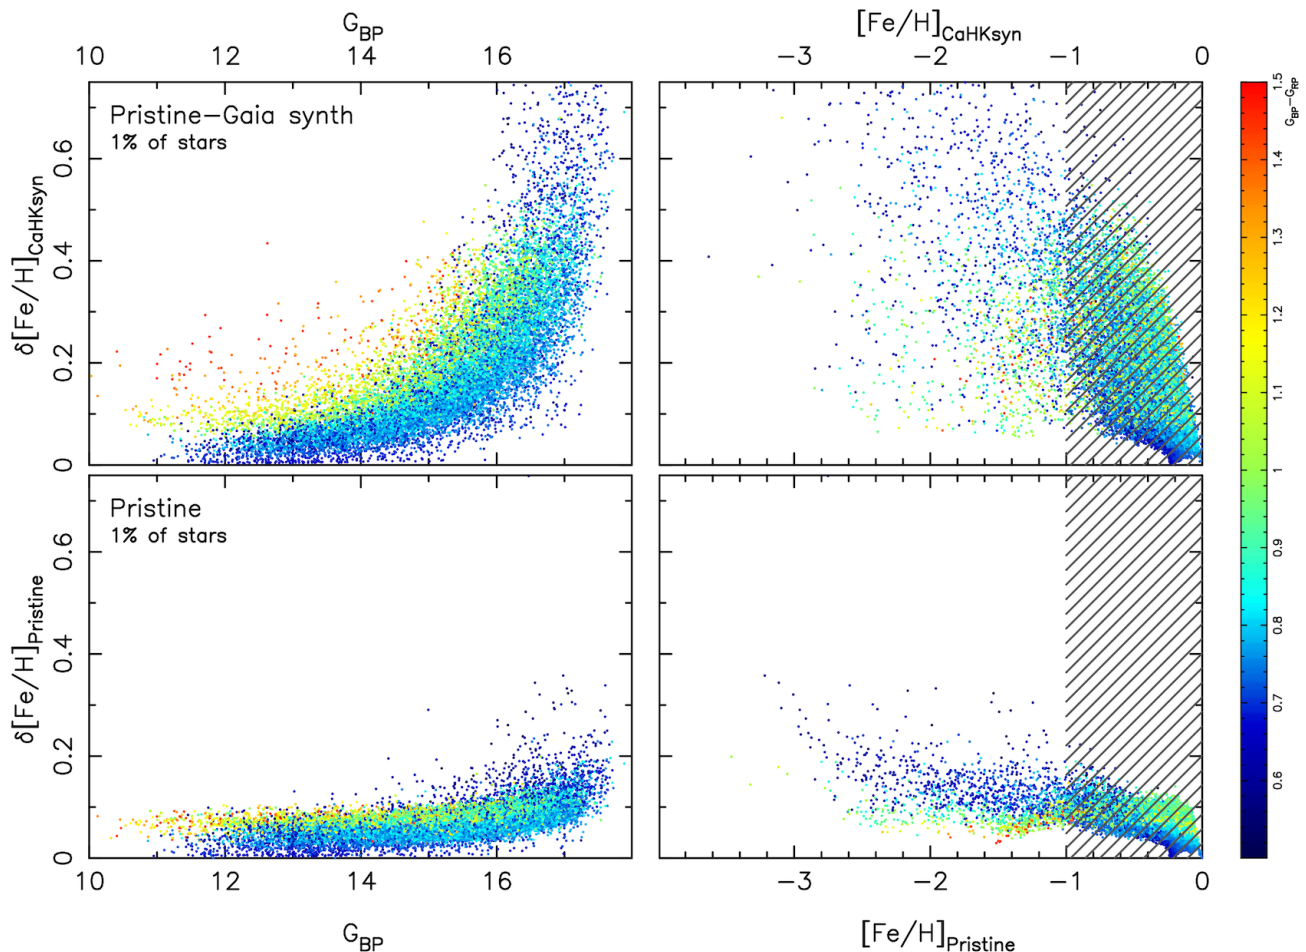 G_BP
[Fe/H]_CaHKsyn
10 12 14 16
−3 −2 −1 0
Pristine−Gaia synth
1% of stars
δ[Fe/H]_CaHKsyn
0.6
0.4
0.2
0
Pristine
1% of stars
δ[Fe/H]_Pristine
0.6
0.4
0.2
0
10 12 14 16
−3 −2 −1 0
G_BP
[Fe/H]_Pristine
G_BP−G_RP
1.5
1.4
1.3
1.2
1.1
1
0.9
0.8
0.7
0.6